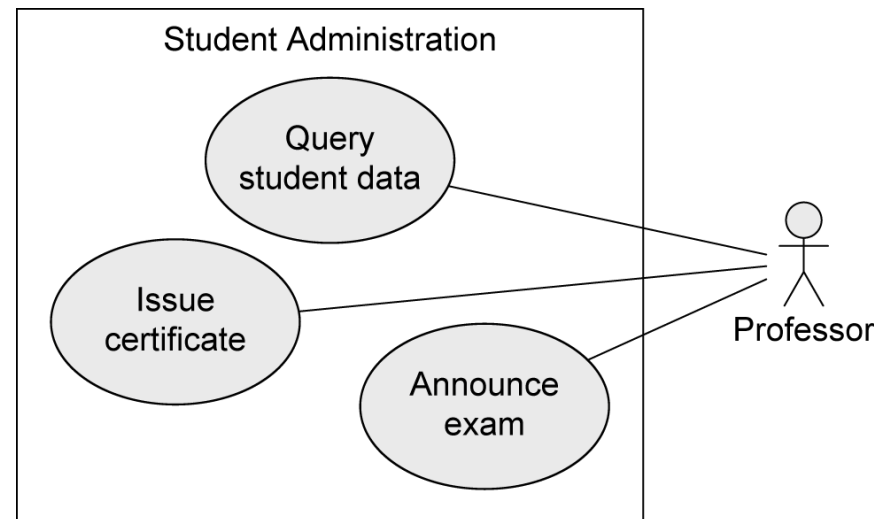 Student Administration
Query
student data
Issue
certificate
Professor
Announce
exam